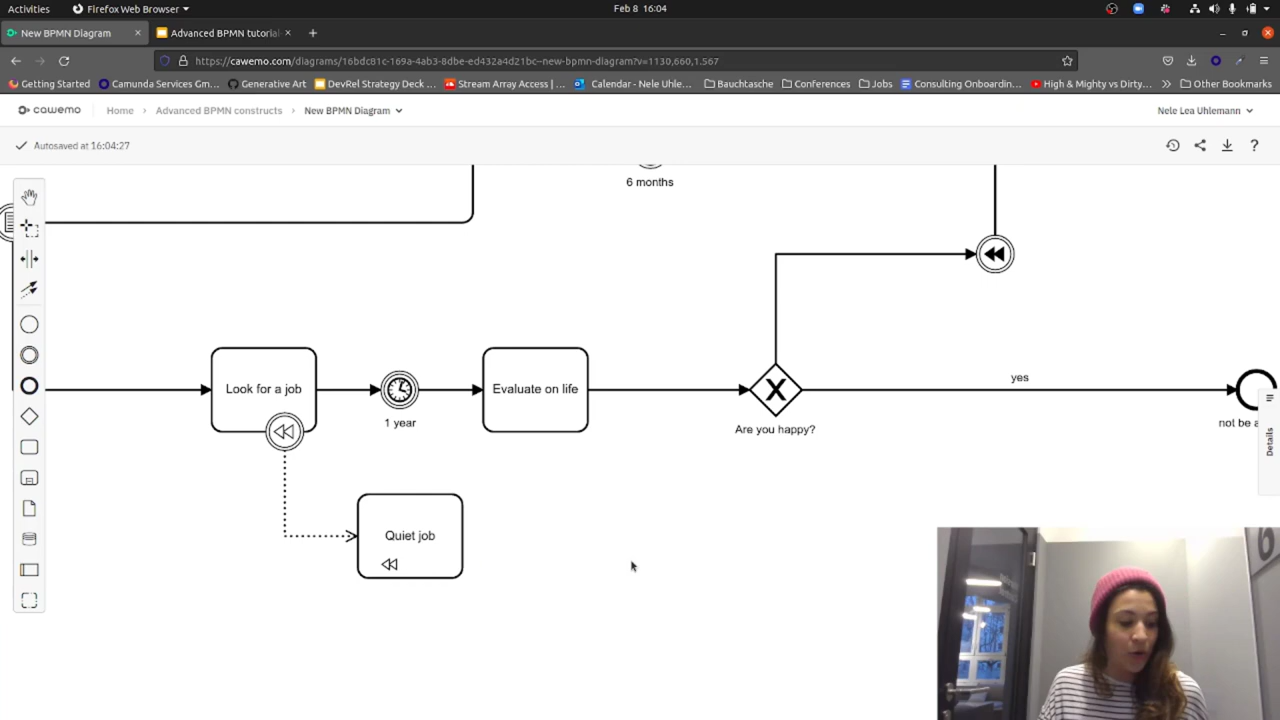 Activities Firefox Web Browser Feb 8 16:04
New BPMN Diagram × Advanced BPMN tutorial × +
https://cawemo.com/diagrams/16bdc81c-169a-4ab3-8dbe-ed432a4d21bc--new-bpmn-diagram?v=1130,660,1.567
Getting Started Camunda Services Gm... Generative Art DevRel Strategy Deck ... Stream Array Access | ... Calendar - Nele Uhle... Bauchtasche Conferences Jobs Consulting Onboardin... High & Mighty vs Dirty... Other Bookmarks
cawemo Home Advanced BPMN constructs New BPMN Diagram Nele Lea Uhlemann
Autosaved at 16:04:27 ?
6 months
Look for a job
1 year
Evaluate on life
X
Are you happy?
yes
not be a
Details
Quiet job
6